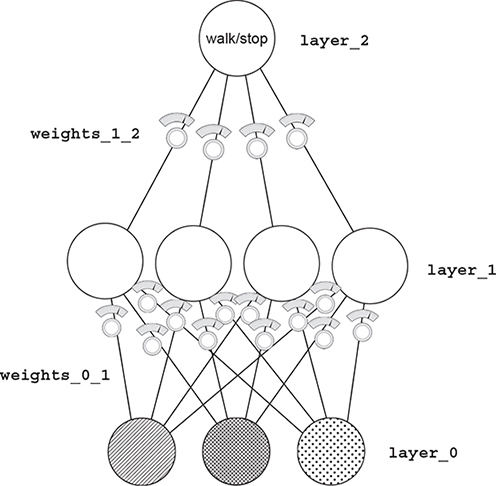 walk/stop
layer_2
weights_1_2
layer_1
weights_0_1
layer_0